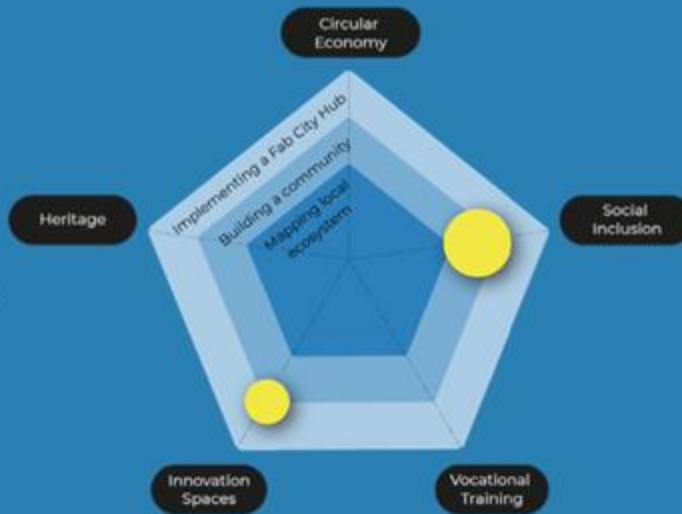 Circular
Economy
Implementing a Fab City Hub
Building a community
Mapping local
ecosystem
Heritage
Social
Inclusion
Innovation
Spaces
Vocational
Training